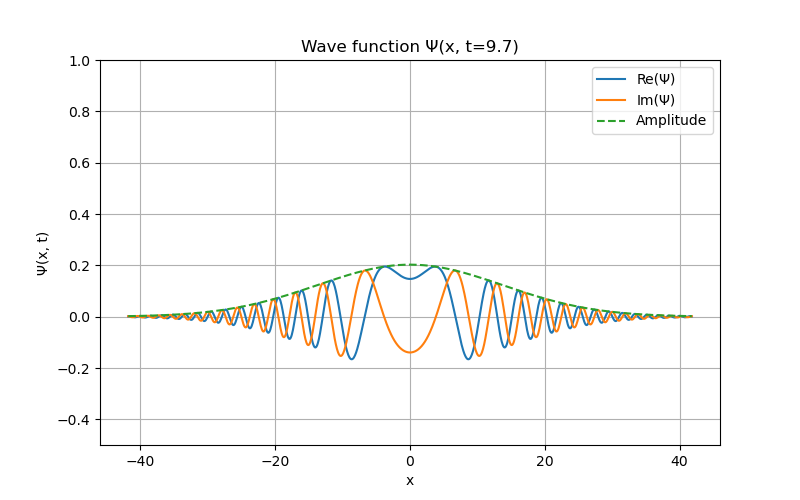 Wave function Ψ(x, t=9.7)
Re(Ψ)
Im(Ψ)
Amplitude
Ψ(x, t)
1.0
0.8
0.6
0.4
0.2
0.0
−0.2
−0.4
−40
−20
0
20
40
x